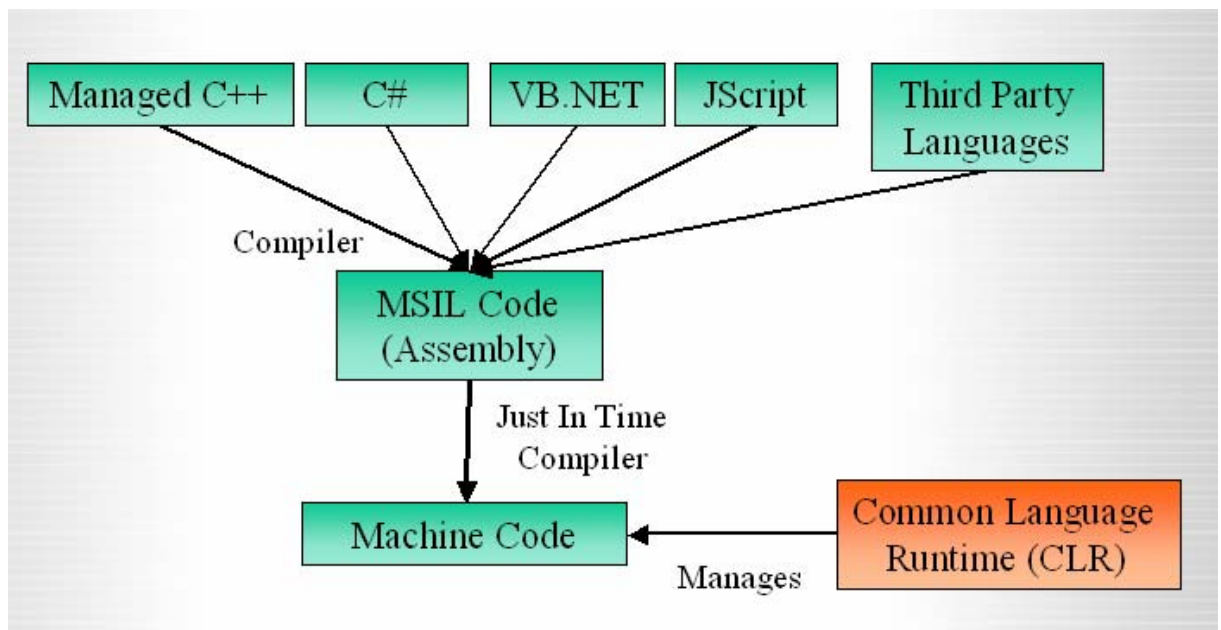 Managed C++
C#
VB.NET
JScript
Third Party
Languages
Compiler
MSIL Code
(Assembly)
Just In Time
Compiler
Machine Code
Common Language
Runtime (CLR)
Manages